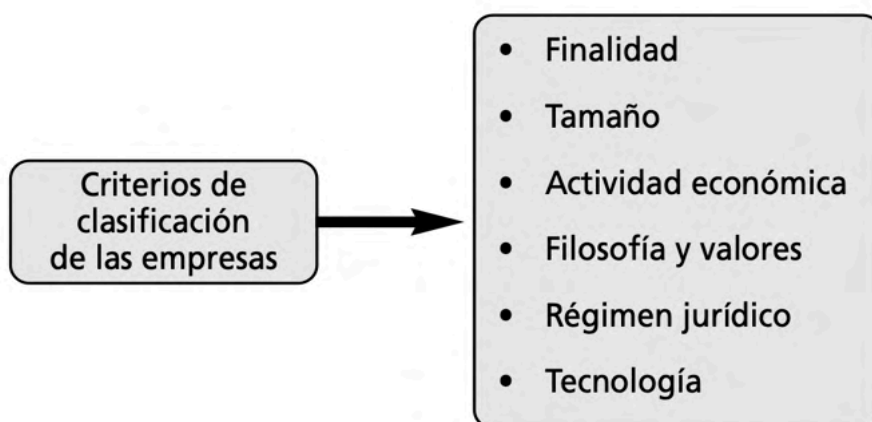 Criterios de
clasificación
de las empresas
• Finalidad
• Tamaño
• Actividad económica
• Filosofía y valores
• Régimen jurídico
• Tecnología